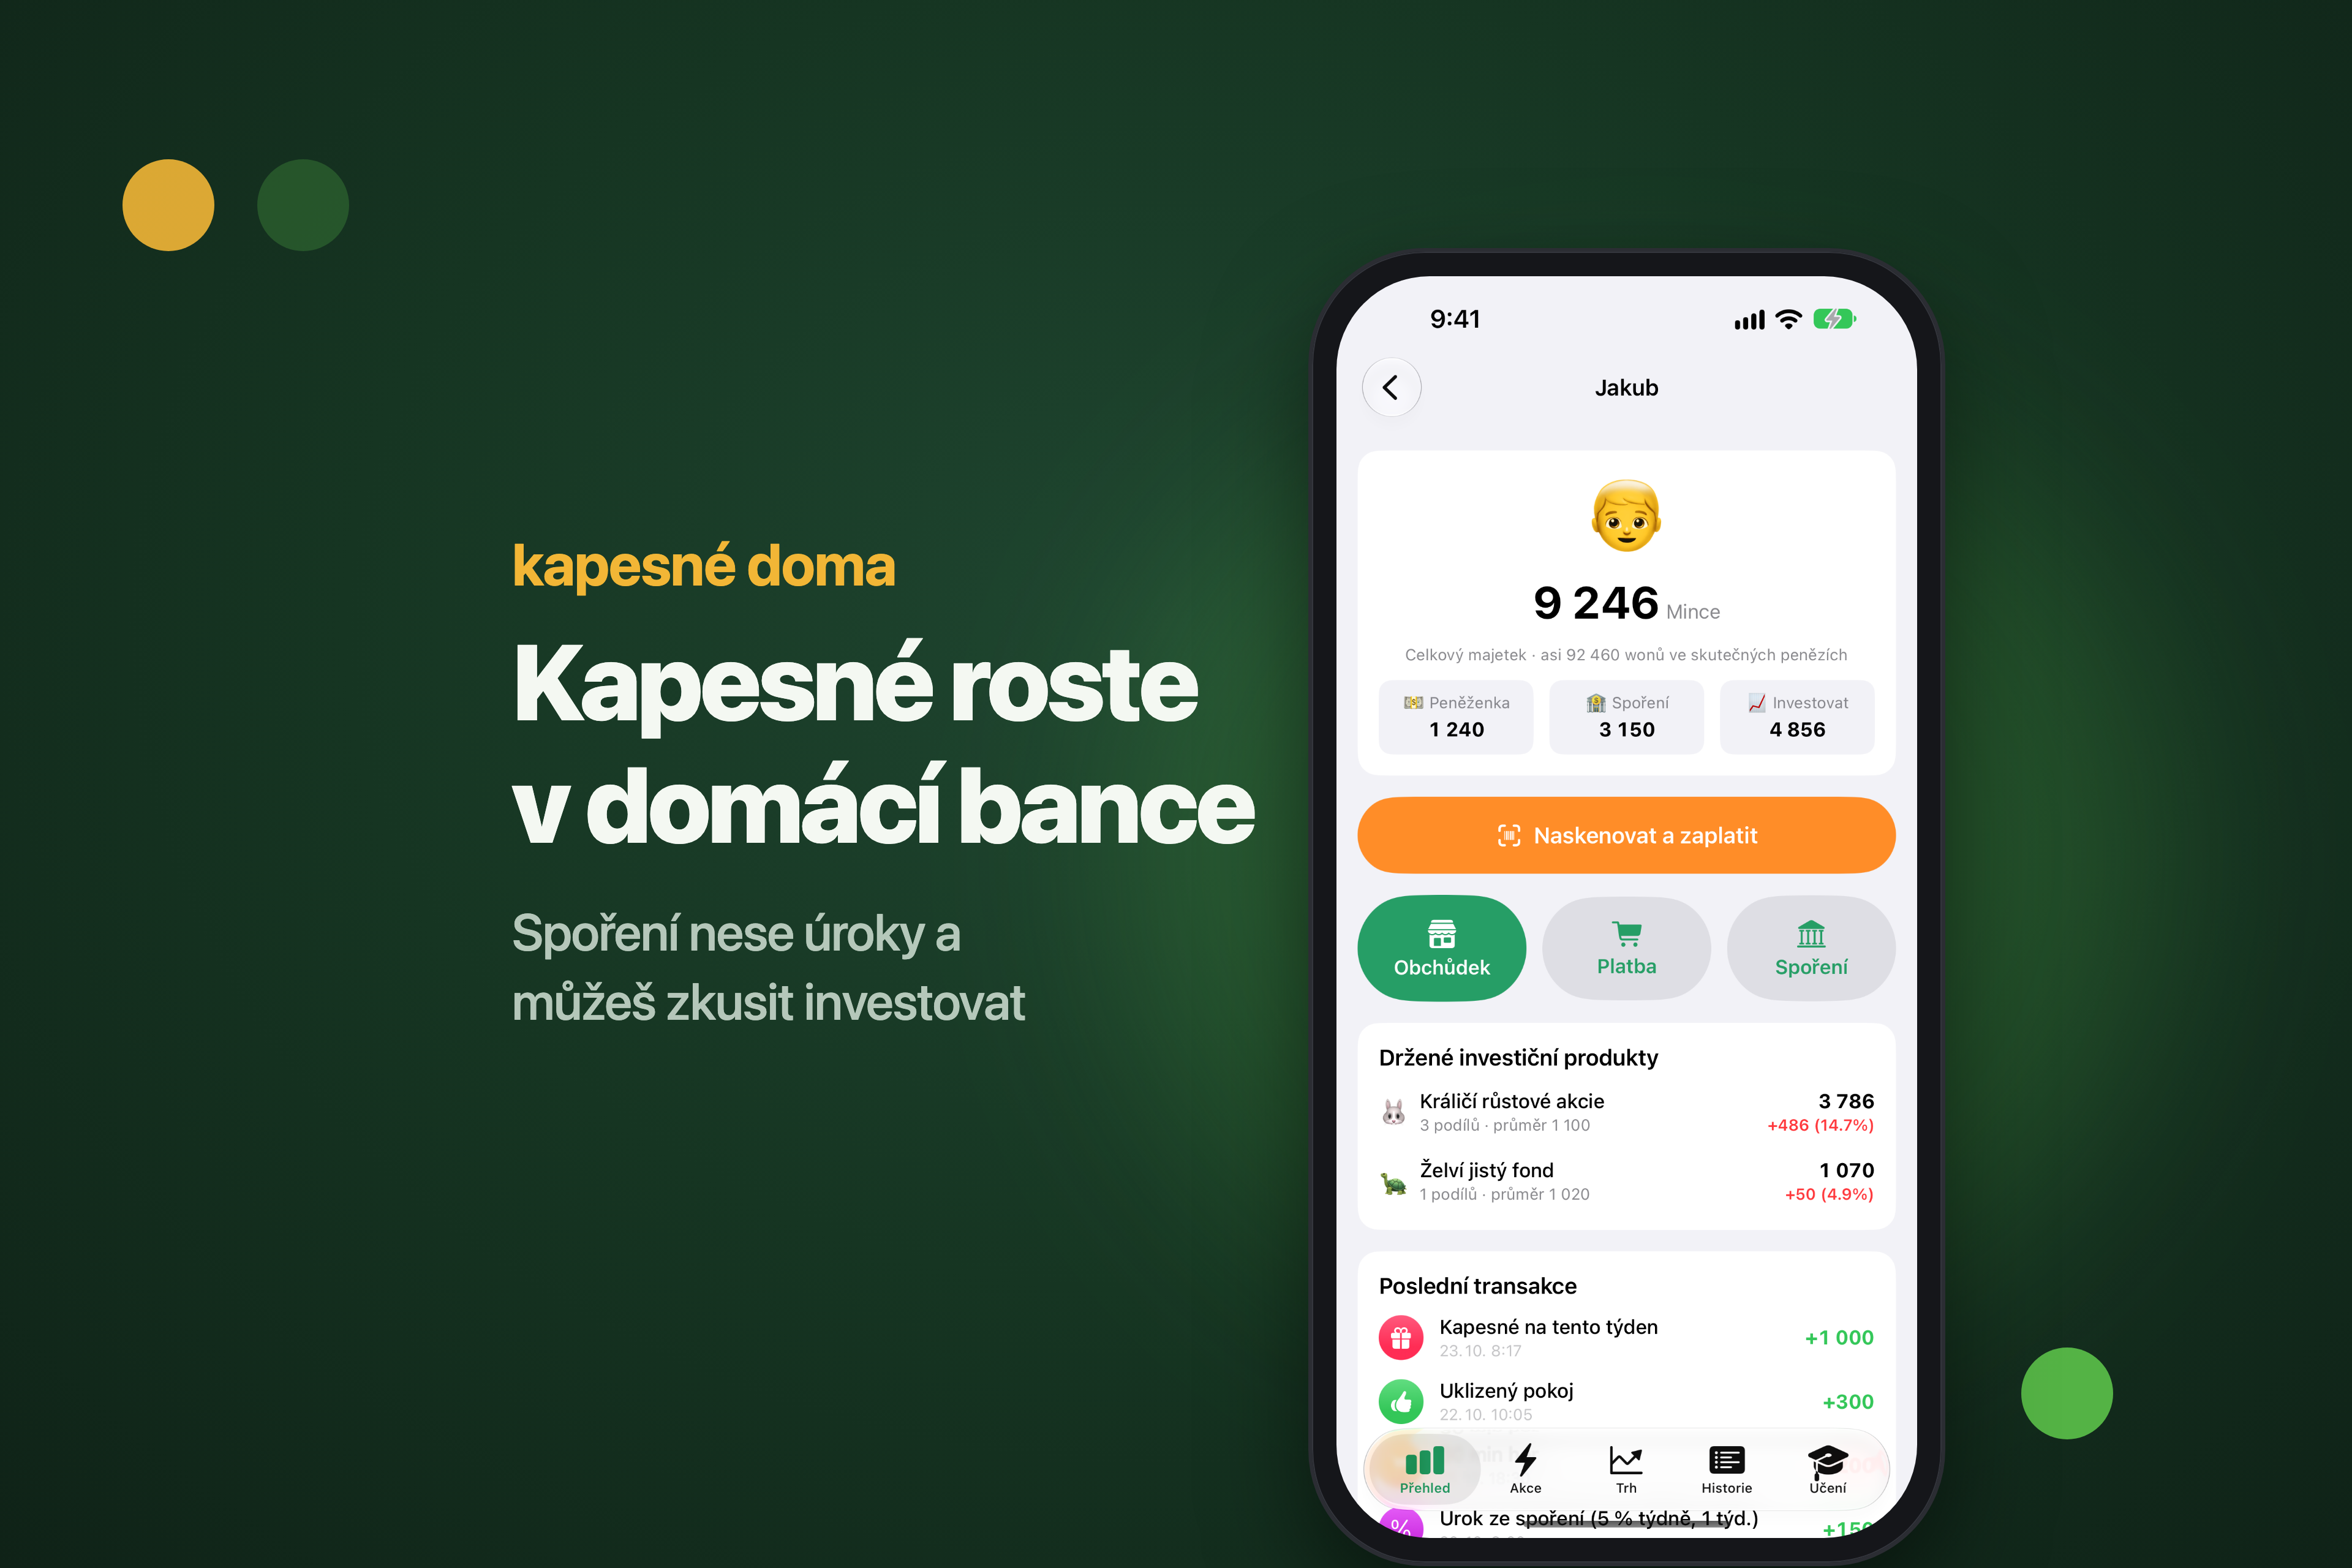 kapesné doma
Kapesné roste
v domácí bance
Spoření nese úroky a
můžeš zkusit investovat
9:41
Jakub
9 246 Mince
Celkový majetek · asi 92 460 wonů ve skutečných penězích
Peněženka
1 240
Spoření
3 150
Investovat
4 856
Naskenovat a zaplatit
Obchůdek
Platba
Spoření
Držené investiční produkty
Králičí růstové akcie
3 786
3 podílů · průměr 1 100
+486 (14.7%)
Želví jistý fond
1 070
1 podílů · průměr 1 020
+50 (4.9%)
Poslední transakce
Kapesné na tento týden
+1 000
23. 10. 8:17
Uklizený pokoj
+300
22. 10. 10:05
Přehled
Akce
Trh
Historie
Učení
Urok ze spoření (5 % týdně, 1 týd.)
+150